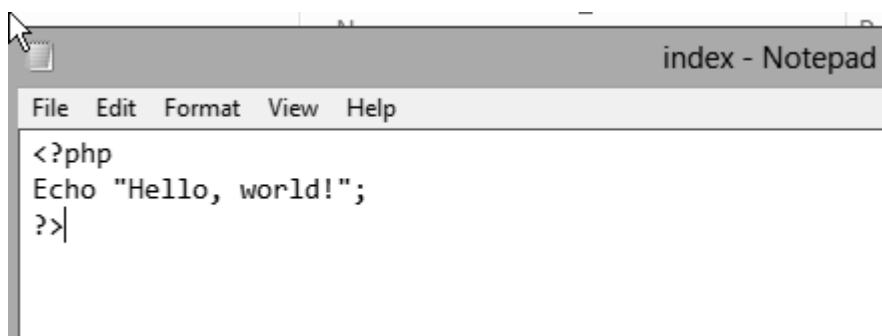 index - Notepad
File Edit Format View Help
<?php
Echo "Hello, world!";
?>